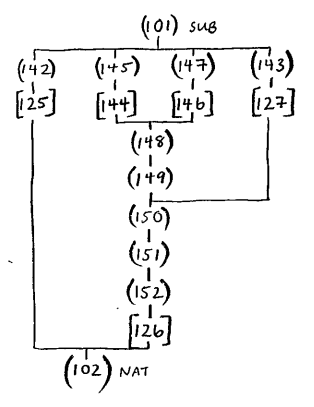 (101) SUB
(142) (145) (147) (143)
[125] [144] [146] [127]
(148)
(149)
(150)
(151)
(152)
[126]
(102) NAT